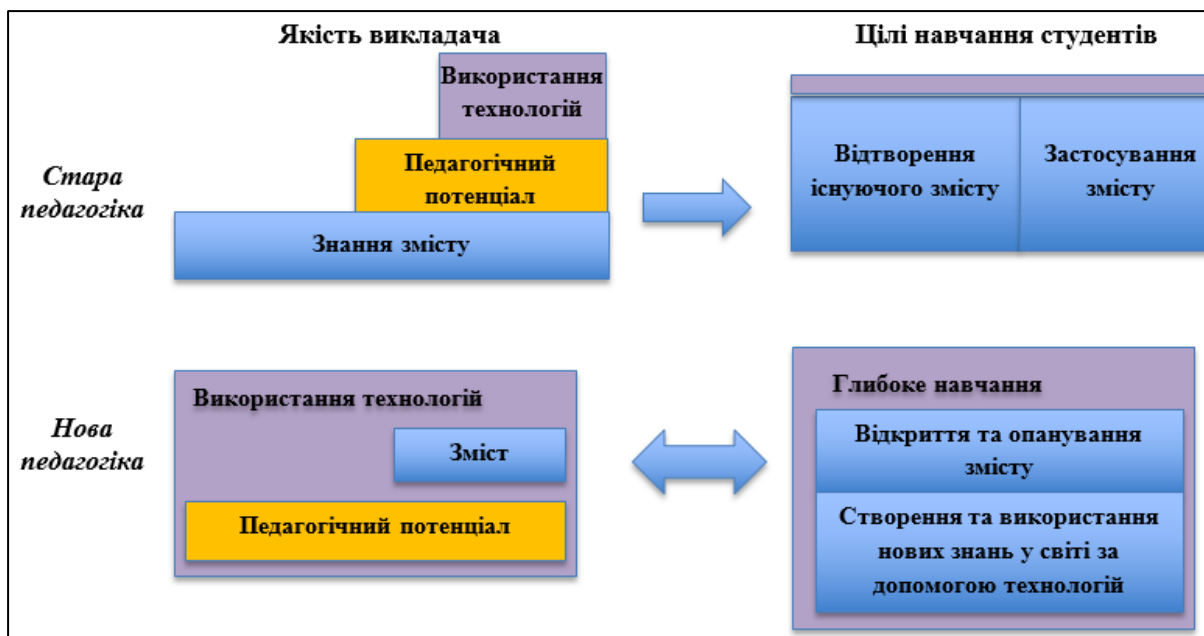 Якість викладача
Цілі навчання студентів
Стара
педагогіка
Використання
технологій
Педагогічний
потенціал
Знання змісту
Відтворення
існуючого змісту
Застосування
змісту
Нова
педагогіка
Використання технологій
Зміст
Педагогічний потенціал
Глибоке навчання
Відкриття та опанування
змісту
Створення та використання
нових знань у світі за
допомогою технологій